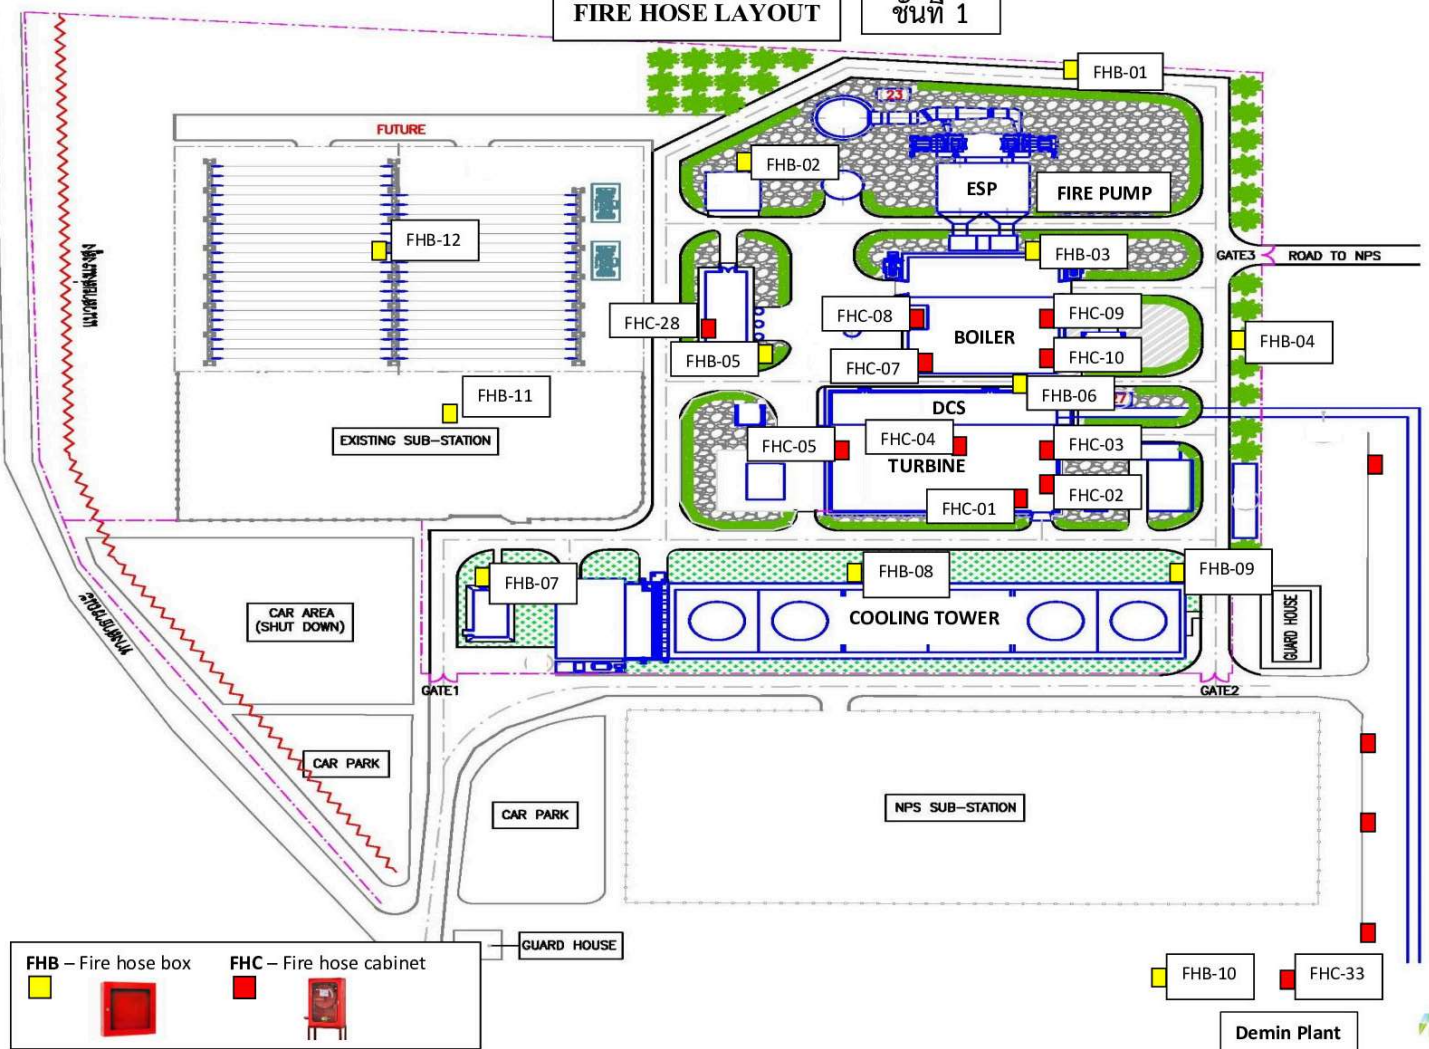 FIRE HOSE LAYOUT
ชั้นที่ 1
FHB-01
23
FUTURE
FHB-02
ESP
FIRE PUMP
FHB-12
FHB-03
GATE3
ROAD TO NPS
FHC-28
FHC-08
FHC-09
BOILER
FHB-04
FHB-05
FHC-07
FHC-10
FHB-11
FHB-06
27
DCS
EXISTING SUB-STATION
FHC-05
FHC-04
FHC-03
TURBINE
FHC-02
FHC-01
FHB-07
FHB-08
FHB-09
CAR AREA
(SHUT DOWN)
COOLING TOWER
GUARD HOUSE
GATE1
GATE2
CAR PARK
CAR PARK
NPS SUB-STATION
GUARD HOUSE
FHB – Fire hose box
FHC – Fire hose cabinet
FHB-10
FHC-33
Demin Plant